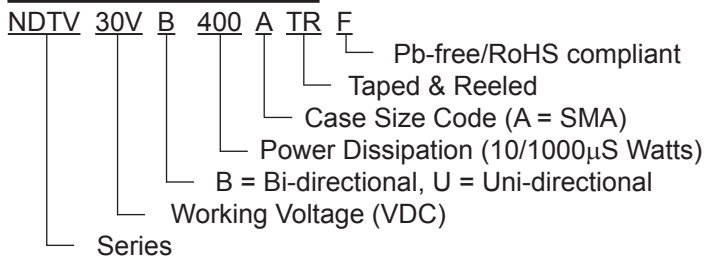 NDTV 30V B 400 A TR F
Pb-free/RoHS compliant
Taped & Reeled
Case Size Code (A = SMA)
Power Dissipation (10/1000μS Watts)
B = Bi-directional, U = Uni-directional
Working Voltage (VDC)
Series